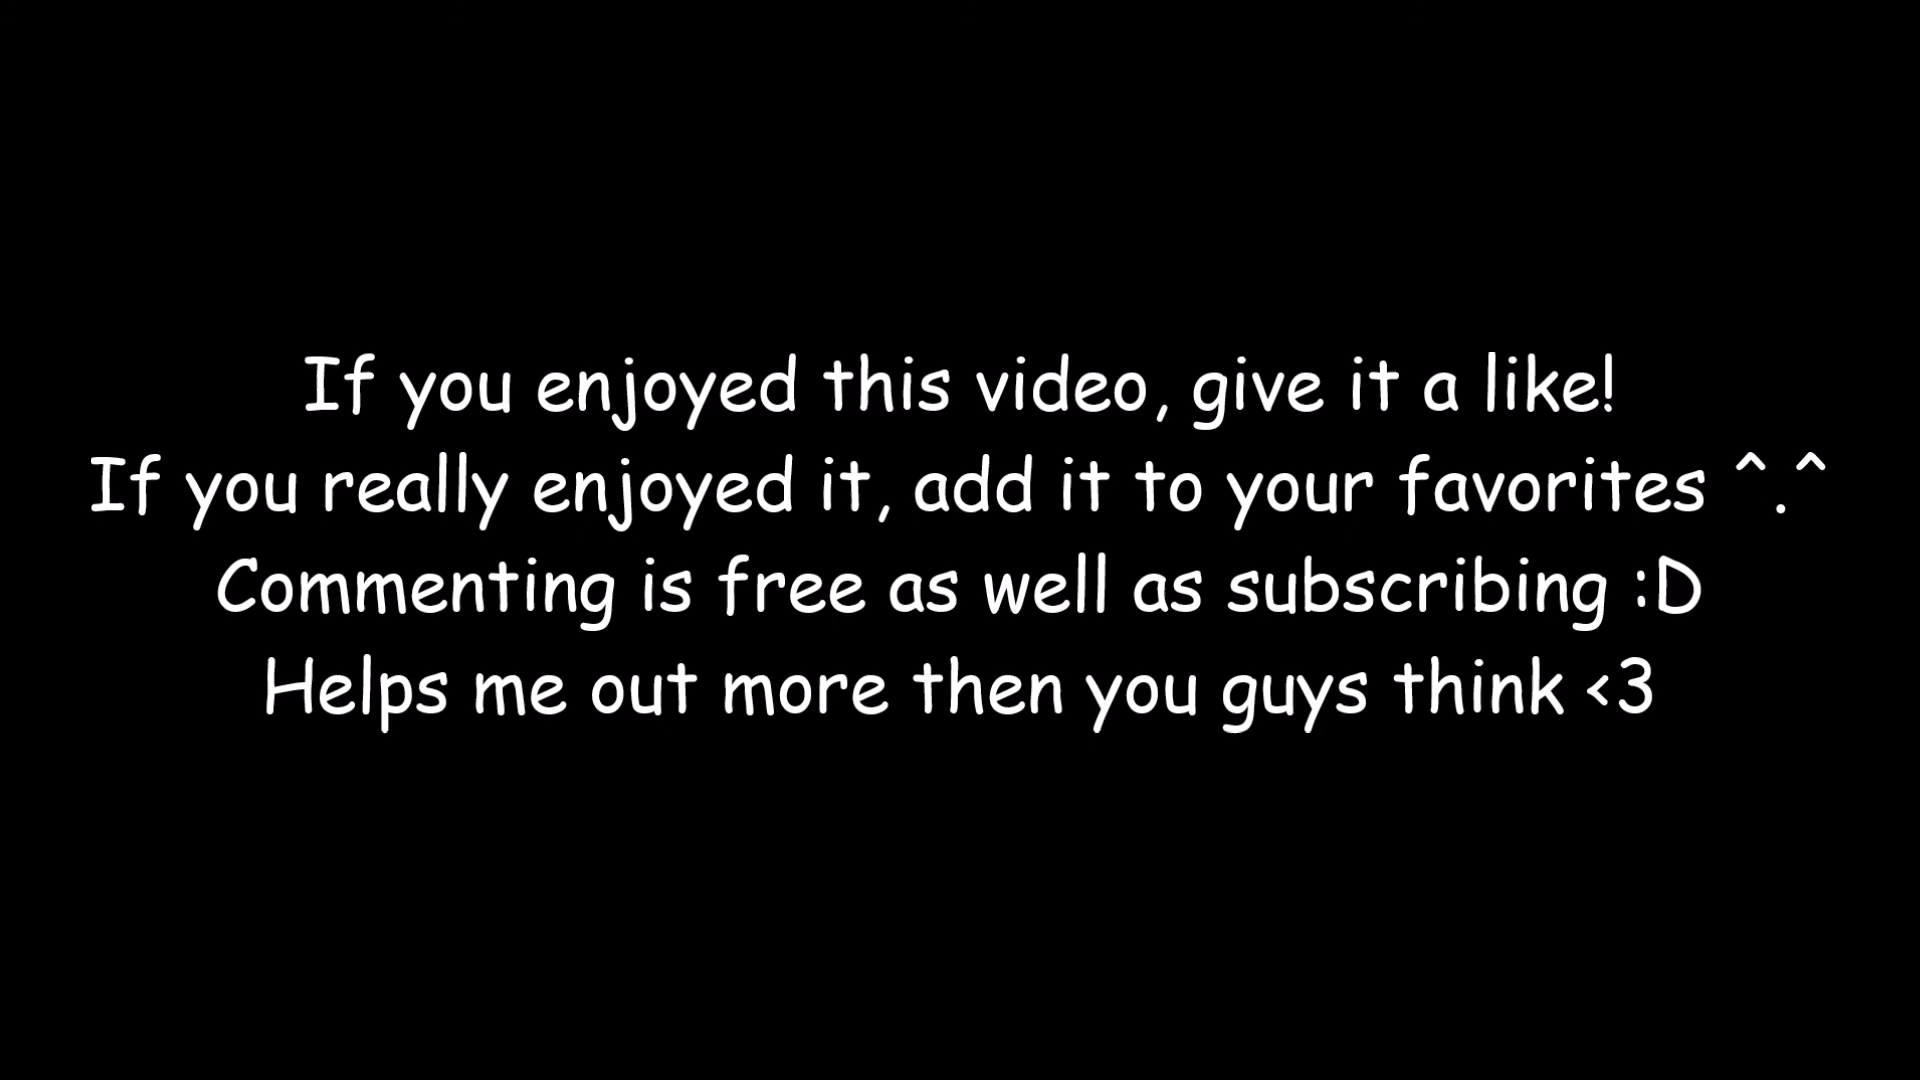 If you enjoyed this video, give it a like!
If you really enjoyed it, add it to your favorites ^.^
Commenting is free as well as subscribing :D
Helps me out more then you guys think <3